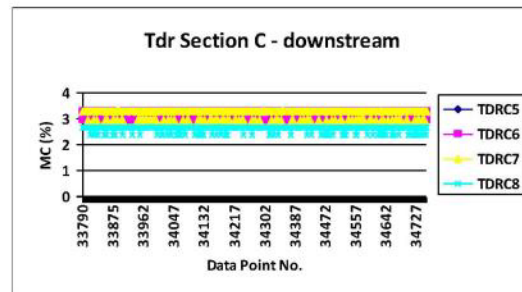 Tdr Section C - downstream
MC (%)
4
3
2
1
0
33790
33875
33962
34047
34132
34217
34302
34387
34472
34557
34642
34727
Data Point No.
TDRC5
TDRC6
TDRC7
TDRC8